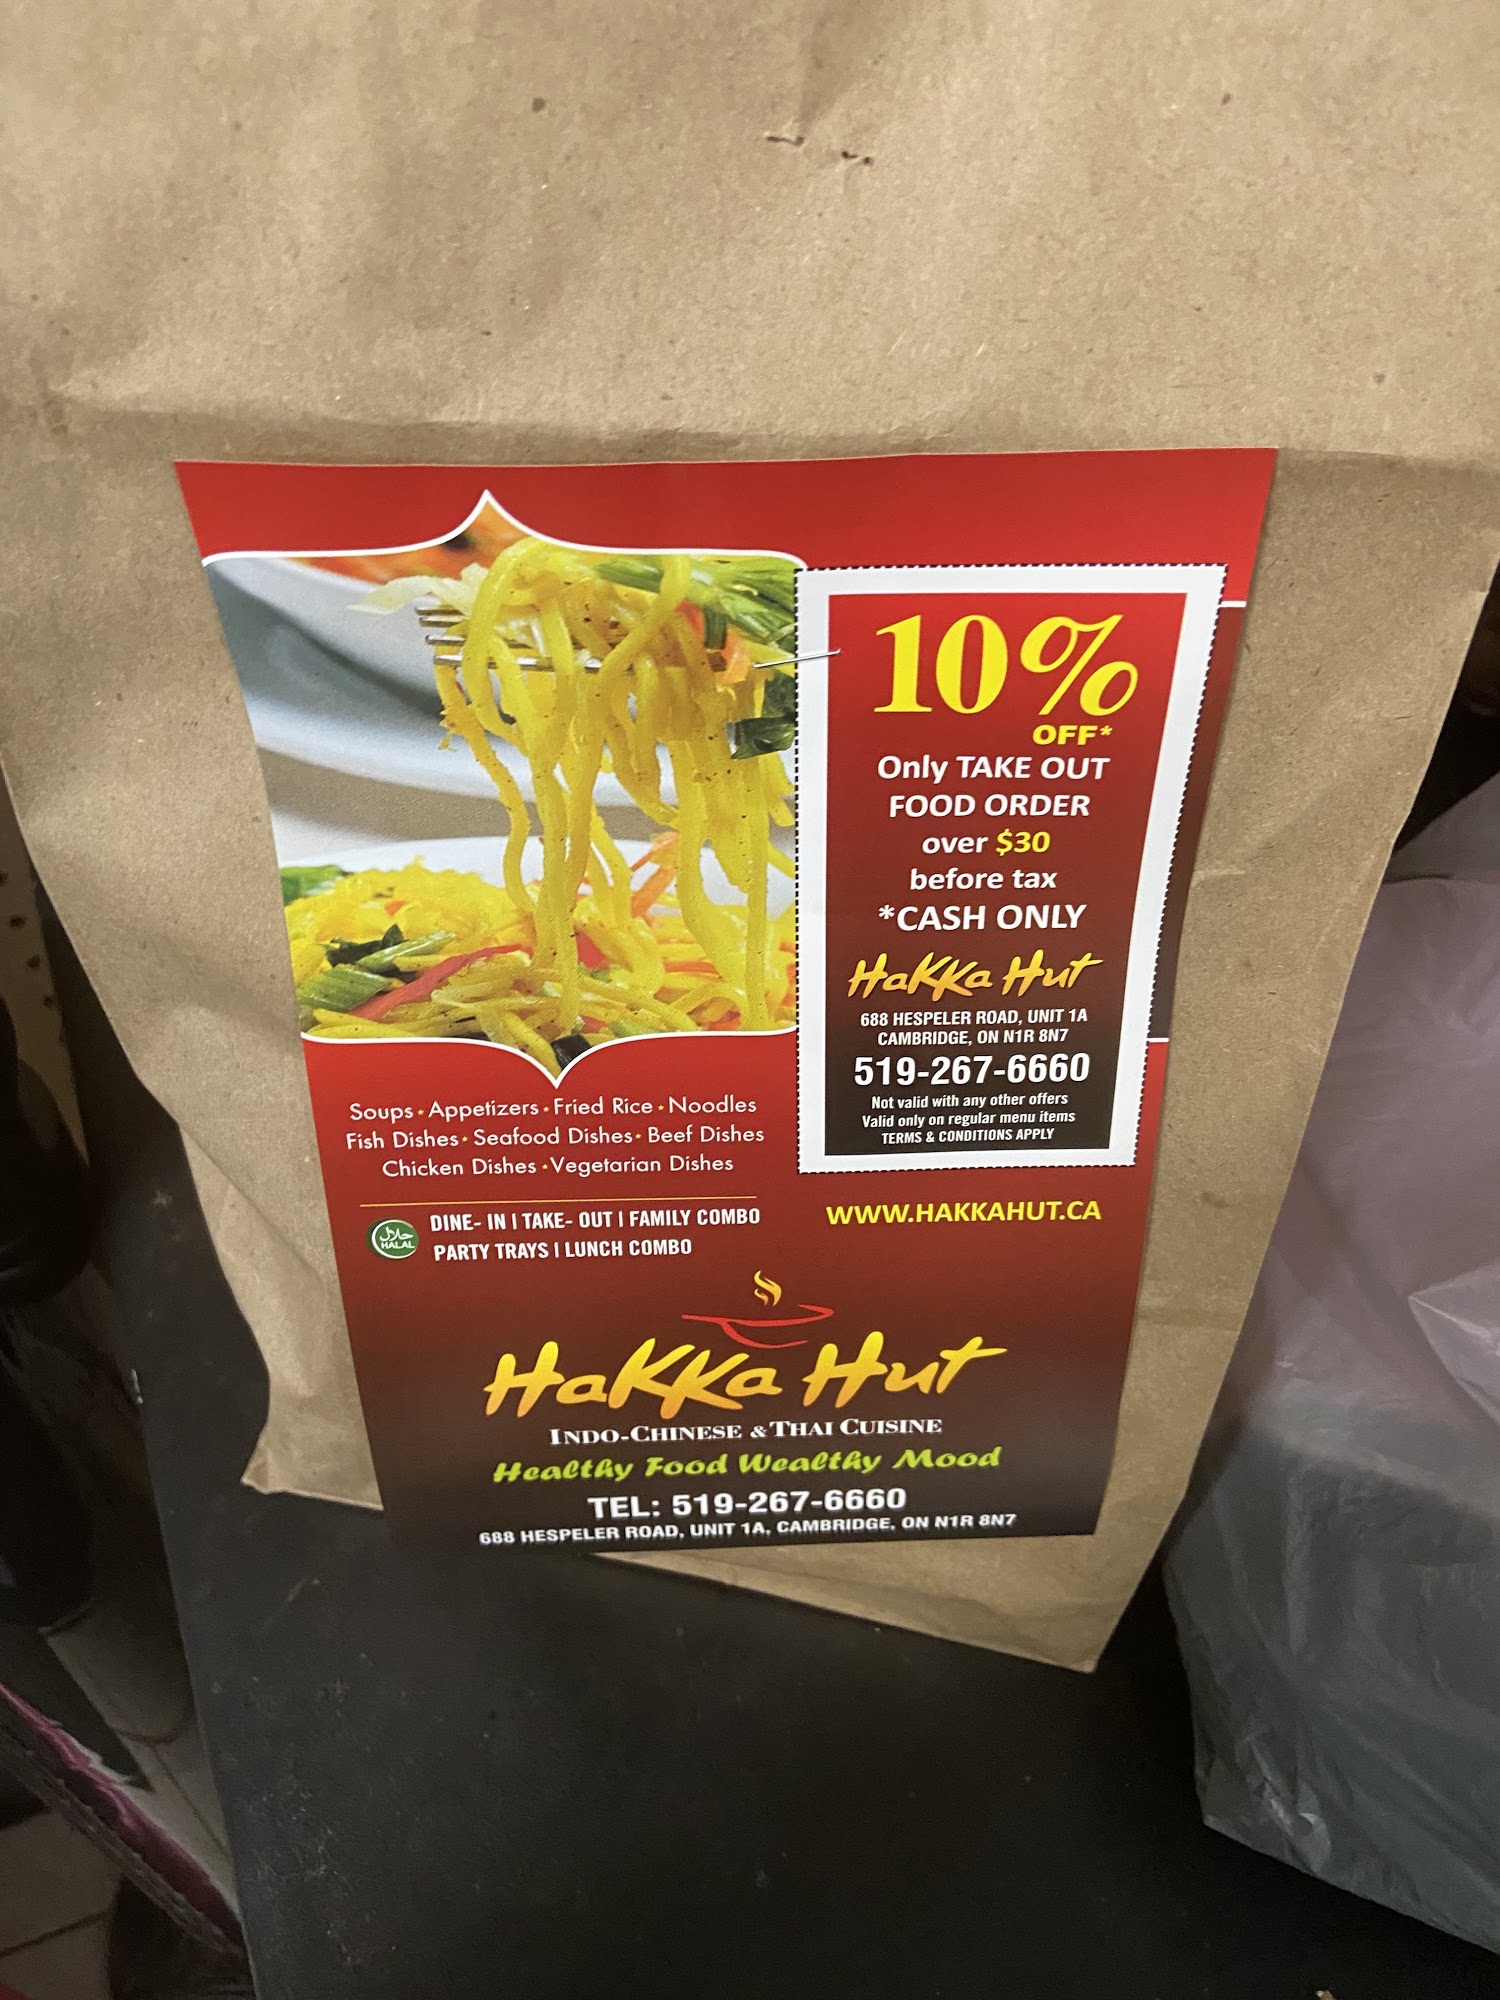 10%
OFF*
Only TAKE OUT
FOOD ORDER
over $30
before tax
*CASH ONLY
HaKKa Hut
688 HESPELER ROAD, UNIT 1A
CAMBRIDGE, ON N1R 8N7
519-267-6660
Not valid with any other offers
Valid only on regular menu items
TERMS & CONDITIONS APPLY
Soups • Appetizers • Fried Rice • Noodles
Fish Dishes • Seafood Dishes • Beef Dishes
Chicken Dishes • Vegetarian Dishes
حلال
HALAL
DINE- IN | TAKE- OUT | FAMILY COMBO
PARTY TRAYS | LUNCH COMBO
WWW.HAKKAHUT.CA
HaKKa Hut
INDO-CHINESE & THAI CUISINE
Healthy Food Wealthy Mood
TEL: 519-267-6660
688 HESPELER ROAD, UNIT 1A, CAMBRIDGE, ON N1R 8N7